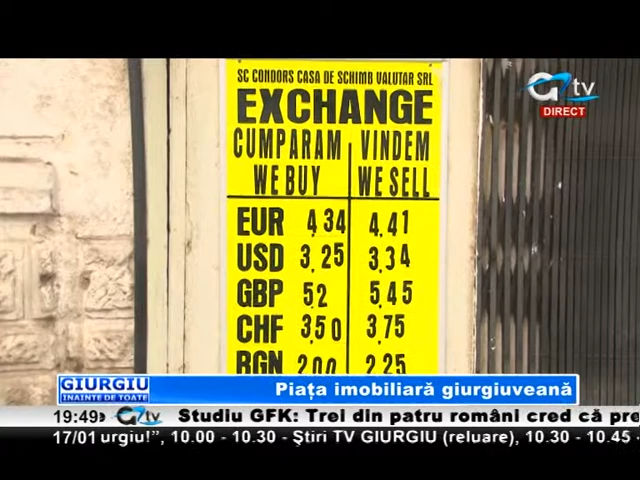 SC CONDORS CASA DE SCHIMB VALUTAR SRL
EXCHANGE
CUMPARAM VINDEM
WE BUY WE SELL
EUR 4,34 4,41
USD 3,25 3,34
GBP 5,2 5,45
CHF 3,50 3,75
BGN 2,00 2,25
G7tv
DIRECT
GIURGIU
INAINTE DE TOATE
Piața imobiliară giurgiuveană
19:49 G7tv Studiu GFK: Trei din patru români cred că pre
17/01 urgiu!”, 10.00 - 10.30 - Știri TV GIURGIU (reluare), 10.30 - 10.45